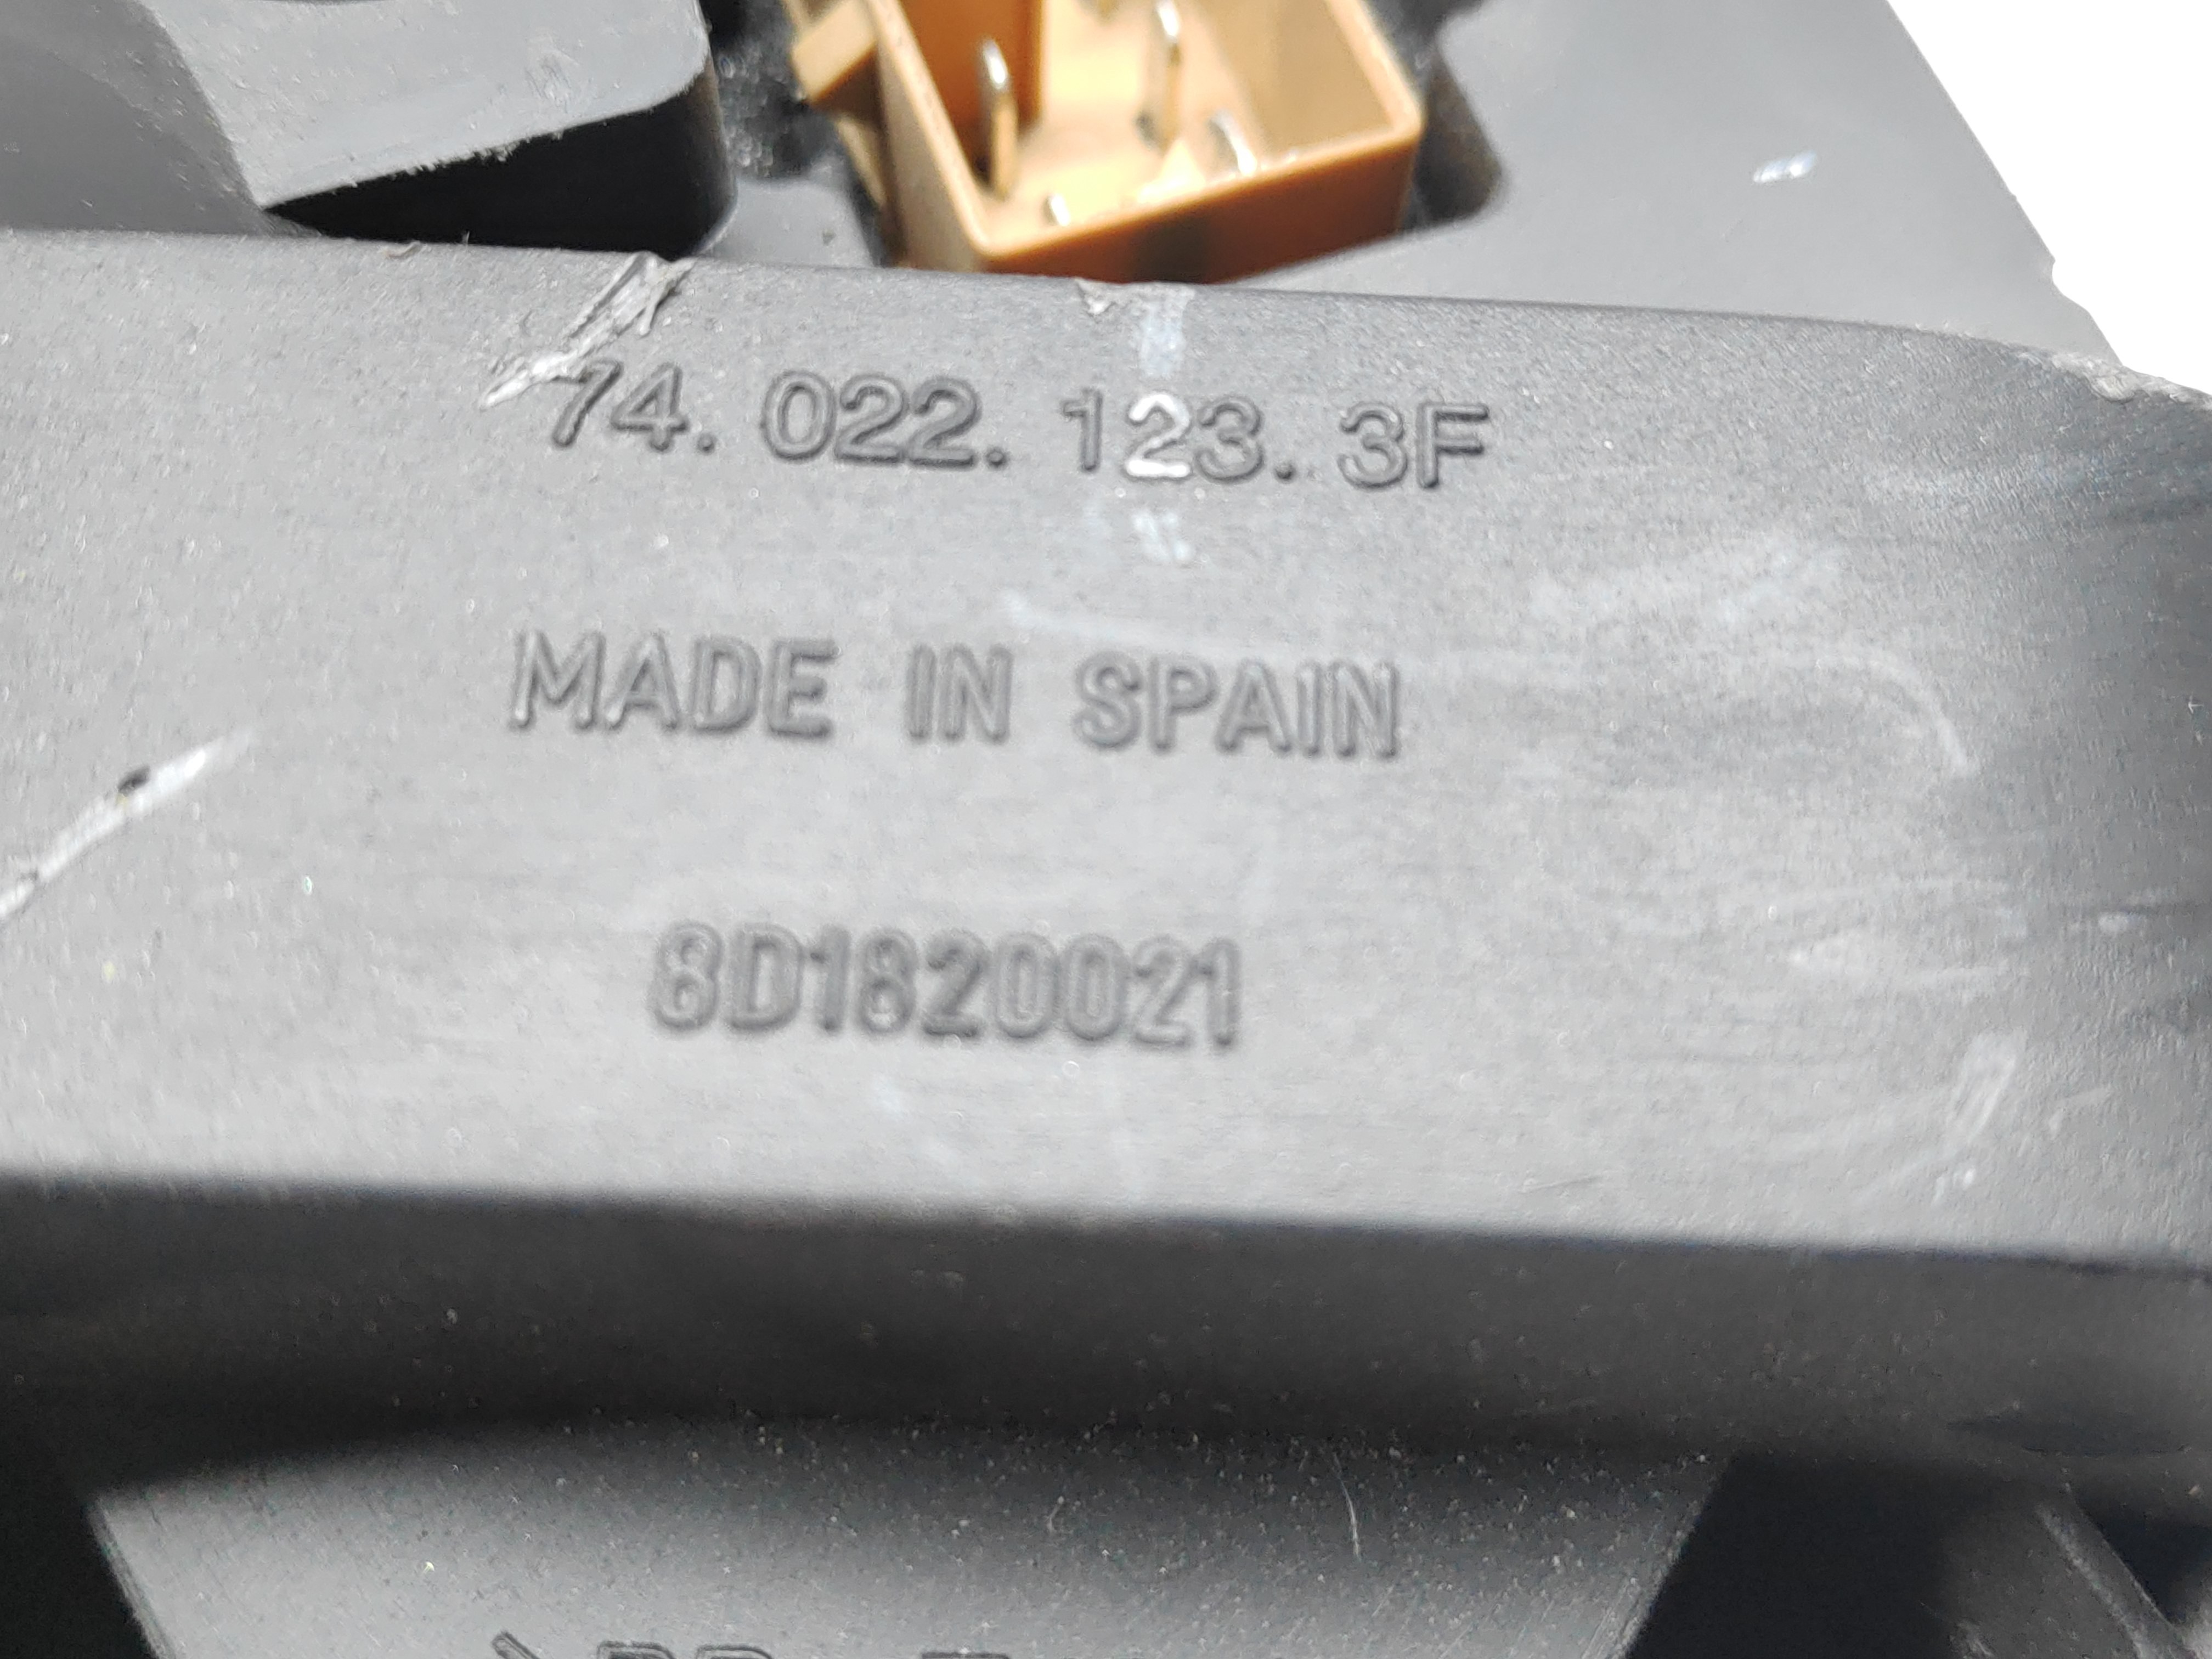 74. 022. 123. 3F
MADE IN SPAIN
8D1820021